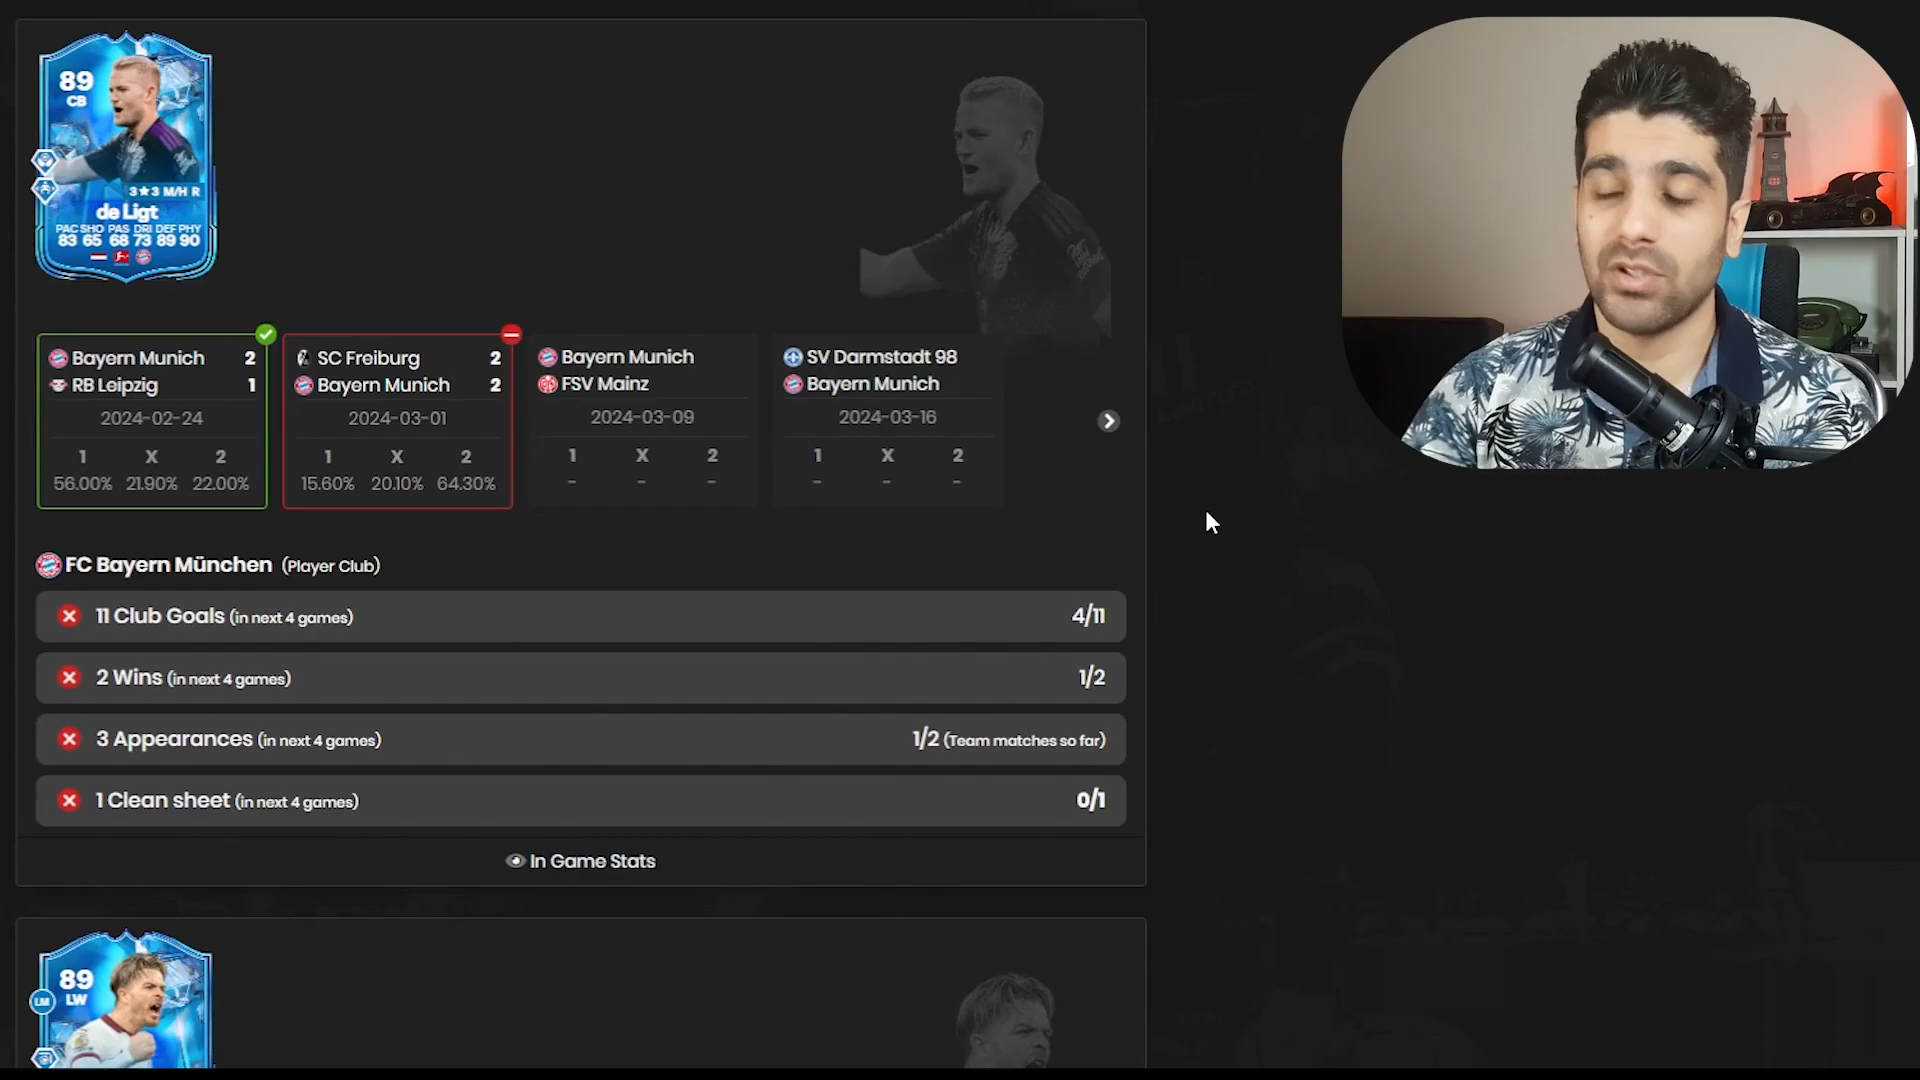 89
CB
3★3 M/H R
de Ligt
PAC SHO PAS DRI DEF PHY
83 65 68 73 89 90
Bayern Munich 2
RB Leipzig 1
2024-02-24
1 X 2
56.00% 21.90% 22.00%
SC Freiburg 2
Bayern Munich 2
2024-03-01
1 X 2
15.60% 20.10% 64.30%
Bayern Munich
FSV Mainz
2024-03-09
1 X 2
- - -
SV Darmstadt 98
Bayern Munich
2024-03-16
1 X 2
- - -
FC Bayern München (Player Club)
11 Club Goals (in next 4 games) 4/11
2 Wins (in next 4 games) 1/2
3 Appearances (in next 4 games) 1/2 (Team matches so far)
1 Clean sheet (in next 4 games) 0/1
In Game Stats
89
LW
LM